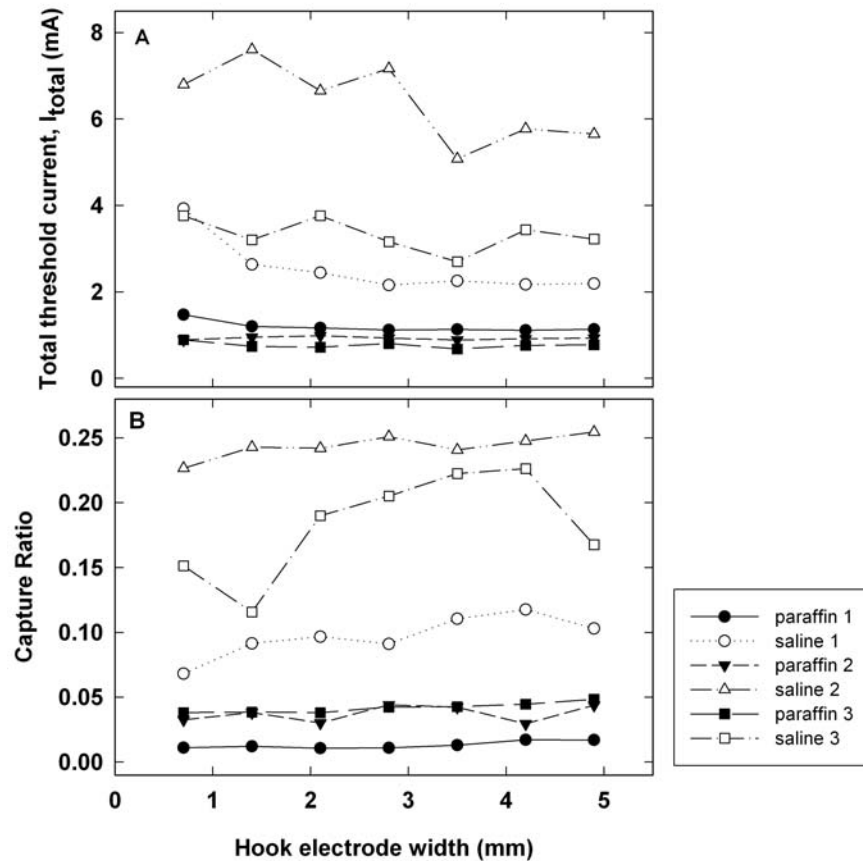 A
Total threshold current, Itotal (mA)
8
6
4
2
0
B
Capture Ratio
0.25
0.20
0.15
0.10
0.05
0.00
0 1 2 3 4 5
Hook electrode width (mm)
paraffin 1
saline 1
paraffin 2
saline 2
paraffin 3
saline 3